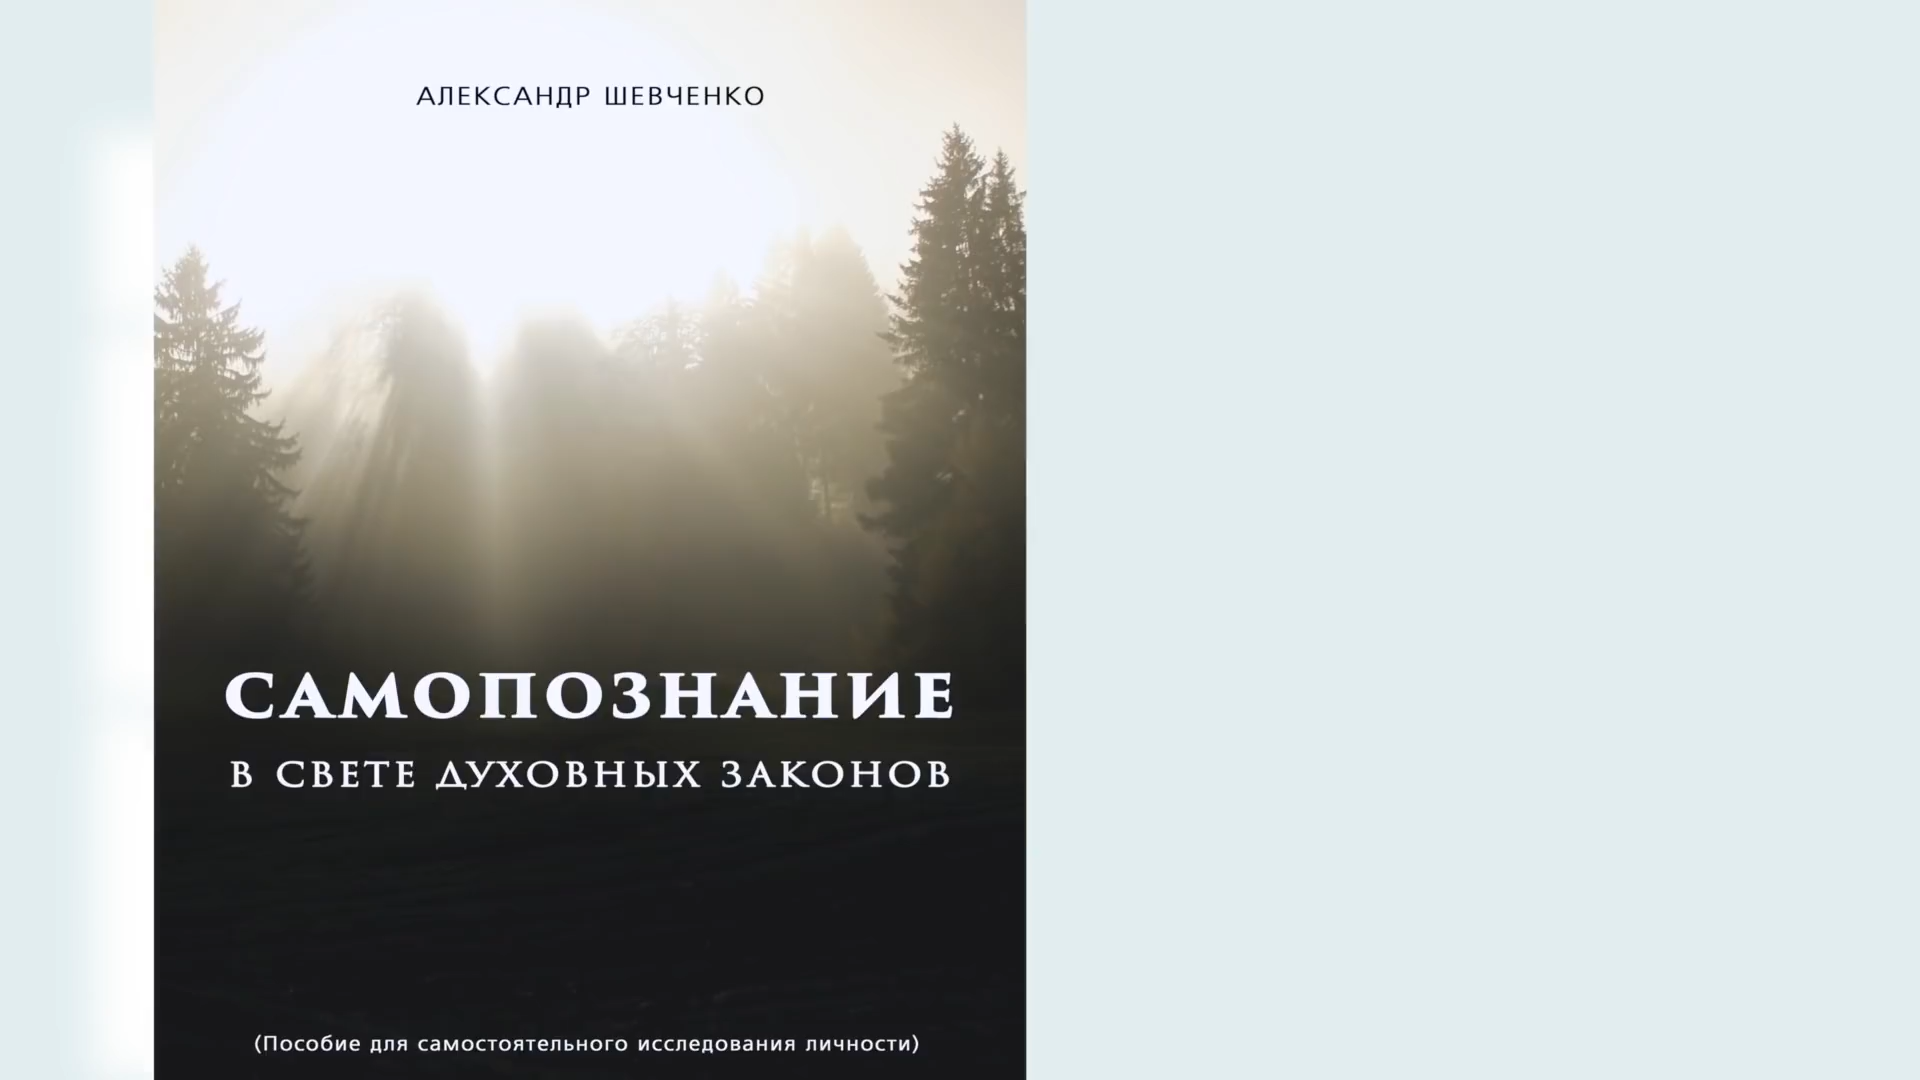 АЛЕКСАНДР ШЕВЧЕНКО
САМОПОЗНАНИЕ
В СВЕТЕ ДУХОВНЫХ ЗАКОНОВ
(Пособие для самостоятельного исследования личности)